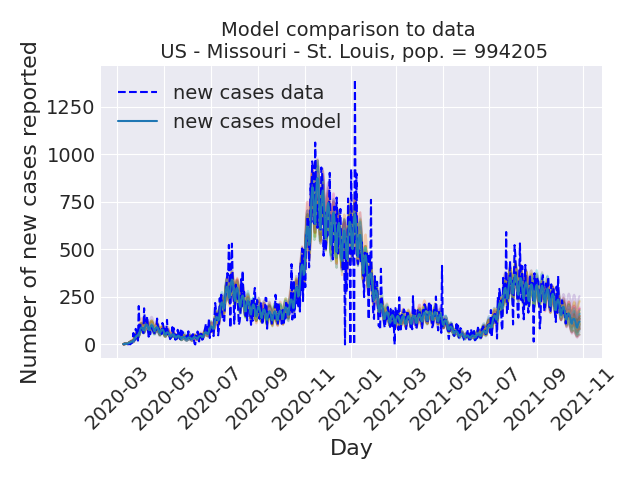 Model comparison to data
US - Missouri - St. Louis, pop. = 994205
Number of new cases reported
1250
1000
750
500
250
0
new cases data
new cases model
2020-03
2020-05
2020-07
2020-09
2020-11
2021-01
2021-03
2021-05
2021-07
2021-09
2021-11
Day